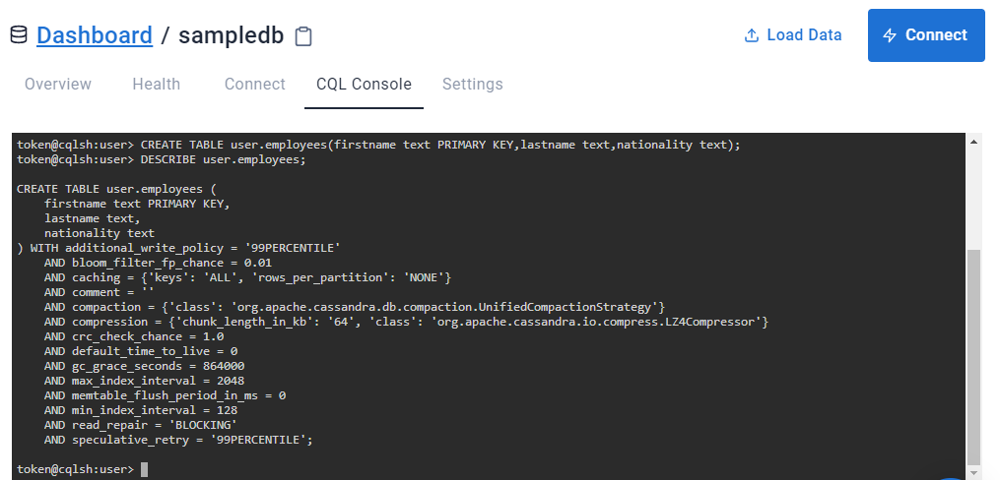 Dashboard / sampledb
Load Data
Connect
Overview
Health
Connect
CQL Console
Settings
token@cqlsh:user> CREATE TABLE user.employees(firstname text PRIMARY KEY,lastname text,nationality text);
token@cqlsh:user> DESCRIBE user.employees;
CREATE TABLE user.employees (
    firstname text PRIMARY KEY,
    lastname text,
    nationality text
) WITH additional_write_policy = '99PERCENTILE'
    AND bloom_filter_fp_chance = 0.01
    AND caching = {'keys': 'ALL', 'rows_per_partition': 'NONE'}
    AND comment = ''
    AND compaction = {'class': 'org.apache.cassandra.db.compaction.UnifiedCompactionStrategy'}
    AND compression = {'chunk_length_in_kb': '64', 'class': 'org.apache.cassandra.io.compress.LZ4Compressor'}
    AND crc_check_chance = 1.0
    AND default_time_to_live = 0
    AND gc_grace_seconds = 864000
    AND max_index_interval = 2048
    AND memtable_flush_period_in_ms = 0
    AND min_index_interval = 128
    AND read_repair = 'BLOCKING'
    AND speculative_retry = '99PERCENTILE';
token@cqlsh:user>